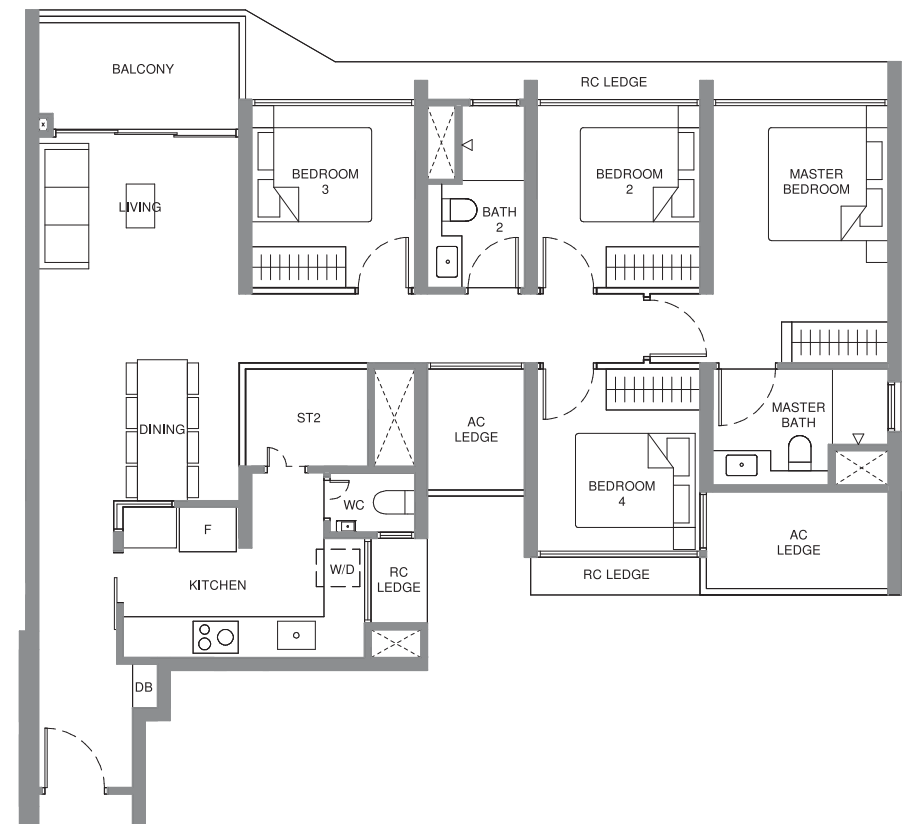 BALCONY
RC LEDGE
BEDROOM
3
BEDROOM
2
MASTER
BEDROOM
LIVING
BATH
2
ST2
AC
LEDGE
MASTER
BATH
DINING
BEDROOM
4
WC
F
AC
LEDGE
KITCHEN
W/D
RC
LEDGE
RC LEDGE
DB